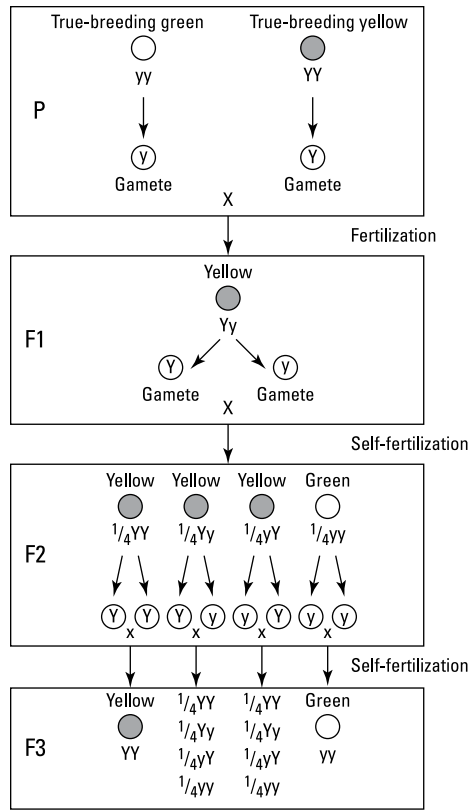 True-breeding green True-breeding yellow
yy YY
P
y Y
Gamete Gamete
X
Fertilization
Yellow
Yy
F1
Y y
Gamete Gamete
X
Self-fertilization
Yellow Yellow Yellow Green
1/4YY 1/4Yy 1/4yY 1/4yy
F2
Y Y Y y y Y y y
x x x x
Self-fertilization
Yellow 1/4YY 1/4YY Green
1/4Yy 1/4Yy
F3 YY 1/4yY 1/4yY yy
1/4yy 1/4yy